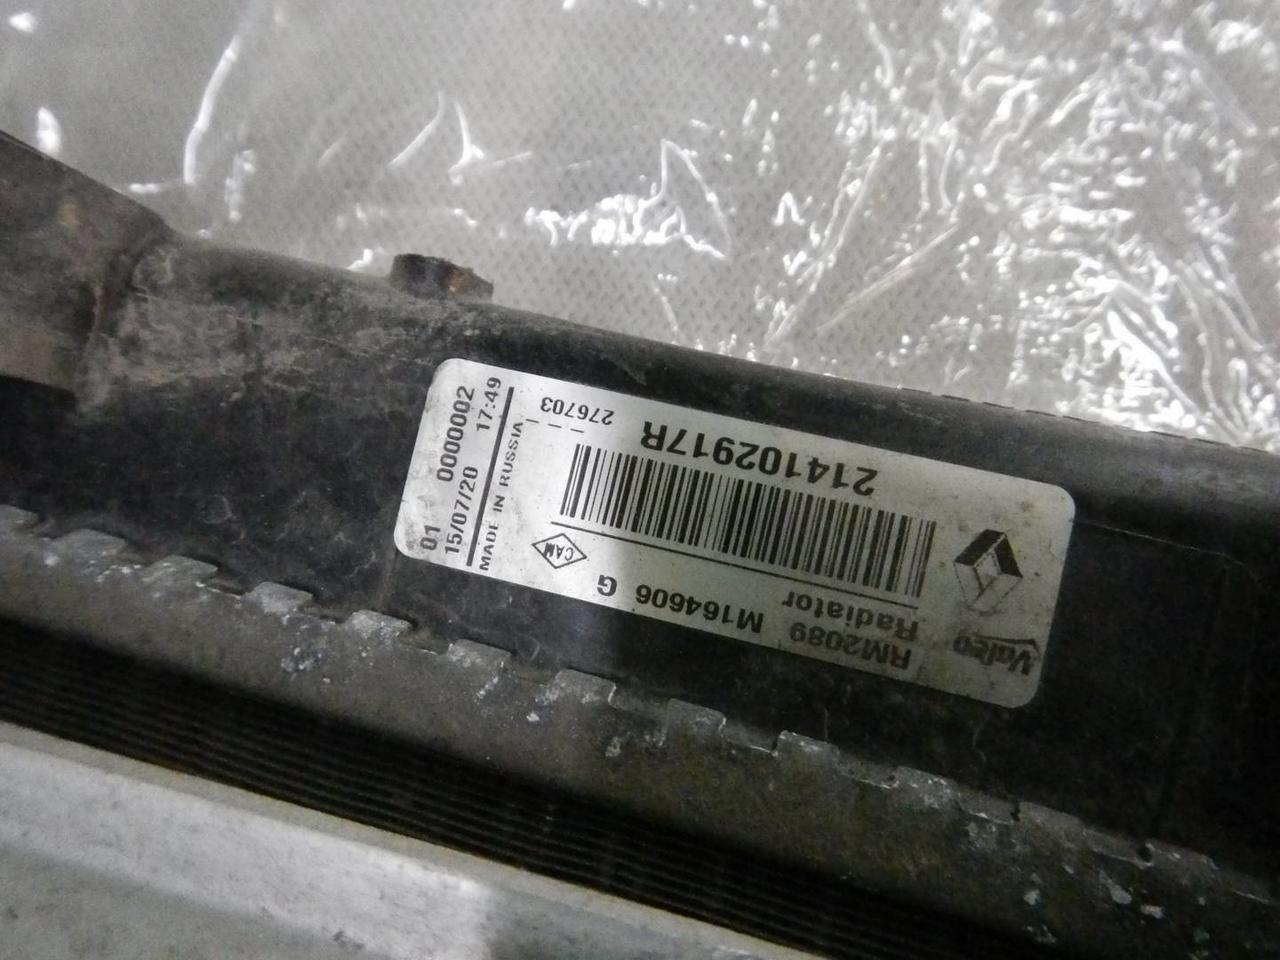 Valeo
RM2089
Radiator
M164606 G
CAM
214102917R
276703
- - - -
MADE IN RUSSIA
01 0000002
15/07/20 17:49